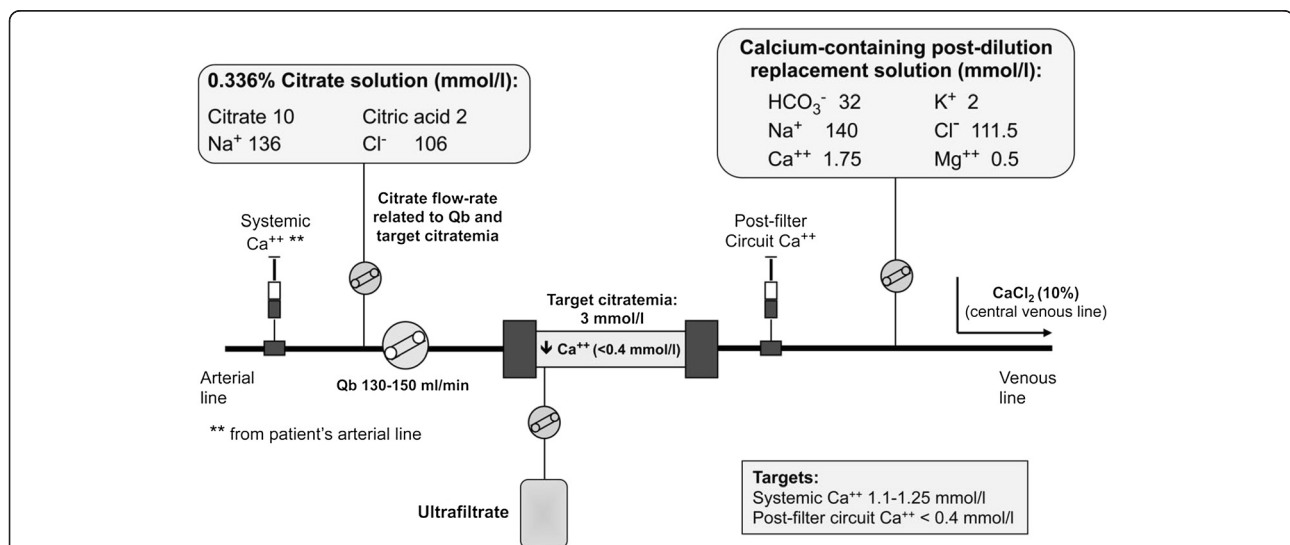 0.336% Citrate solution (mmol/l):
Citrate 10 Citric acid 2
Na⁺ 136 Cl⁻ 106
Calcium-containing post-dilution
replacement solution (mmol/l):
HCO₃⁻ 32 K⁺ 2
Na⁺ 140 Cl⁻ 111.5
Ca⁺⁺ 1.75 Mg⁺⁺ 0.5
Citrate flow-rate
related to Qb and
target citratemia
Systemic
Ca⁺⁺ **
Post-filter
Circuit Ca⁺⁺
Target citratemia:
3 mmol/l
CaCl₂ (10%)
(central venous line)
↓ Ca⁺⁺ (<0.4 mmol/l)
Arterial
line
Qb 130-150 ml/min
Venous
line
** from patient's arterial line
Ultrafiltrate
Targets:
Systemic Ca⁺⁺ 1.1-1.25 mmol/l
Post-filter circuit Ca⁺⁺ < 0.4 mmol/l